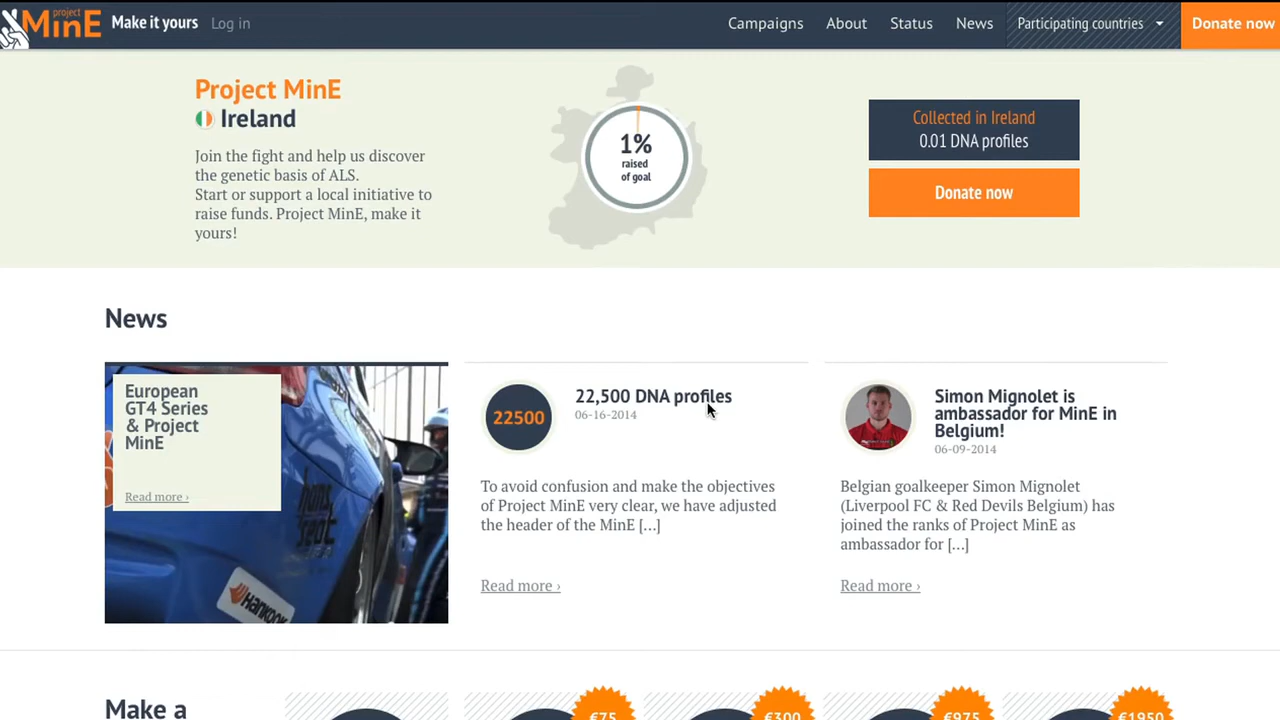 project
MinE
Make it yours
Log in
Campaigns
About
Status
News
Participating countries
Donate now
Project MinE
Ireland
Join the fight and help us discover
the genetic basis of ALS.
Start or support a local initiative to
raise funds. Project MinE, make it
yours!
1%
raised
of goal
Collected in Ireland
0.01 DNA profiles
Donate now
News
European
GT4 Series
& Project
MinE
Read more ›
hans
seat
HANKOOK
22500
22,500 DNA profiles
06-16-2014
To avoid confusion and make the objectives
of Project MinE very clear, we have adjusted
the header of the MinE [...]
Read more ›
Simon Mignolet is
ambassador for MinE in
Belgium!
06-09-2014
Belgian goalkeeper Simon Mignolet
(Liverpool FC & Red Devils Belgium) has
joined the ranks of Project MinE as
ambassador for [...]
Read more ›
Make a
€75
€300
€975
€1950